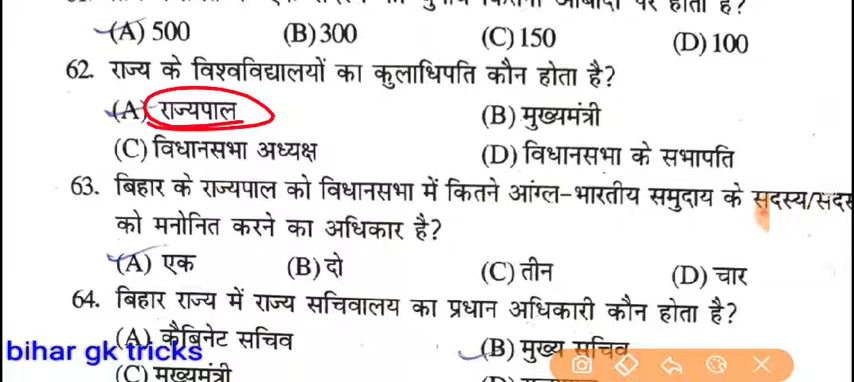 (A) 500 (B) 300 (C) 150 (D) 100
62. राज्य के विश्वविद्यालयों का कुलाधिपति कौन होता है?
(A) राज्यपाल (B) मुख्यमंत्री
(C) विधानसभा अध्यक्ष (D) विधानसभा के सभापति
63. बिहार के राज्यपाल को विधानसभा में कितने आंग्ल-भारतीय समुदाय के सदस्य/सदस
को मनोनित करने का अधिकार है?
(A) एक (B) दो (C) तीन (D) चार
64. बिहार राज्य में राज्य सचिवालय का प्रधान अधिकारी कौन होता है?
(A) कैबिनेट सचिव (B) मुख्य सचिव
bihar gk tricks
(C) मुख्यमंत्री